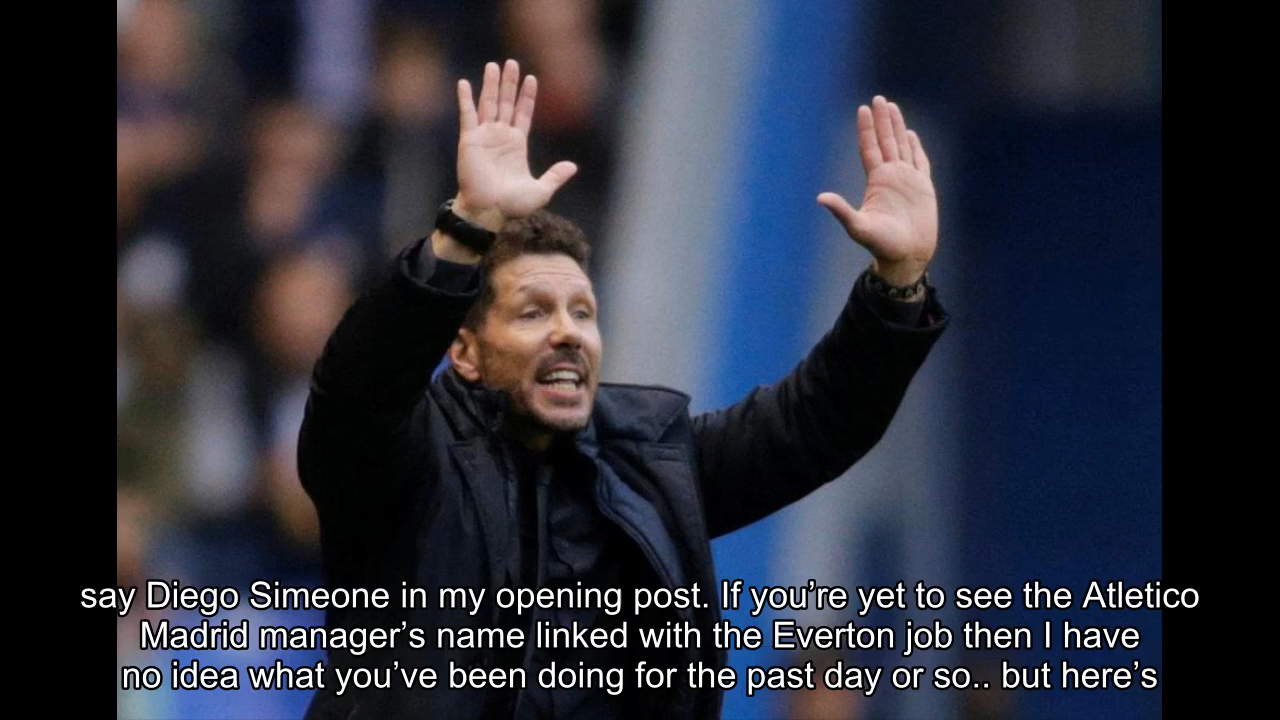 say Diego Simeone in my opening post. If you’re yet to see the Atletico
Madrid manager’s name linked with the Everton job then I have
no idea what you’ve been doing for the past day or so.. but here’s